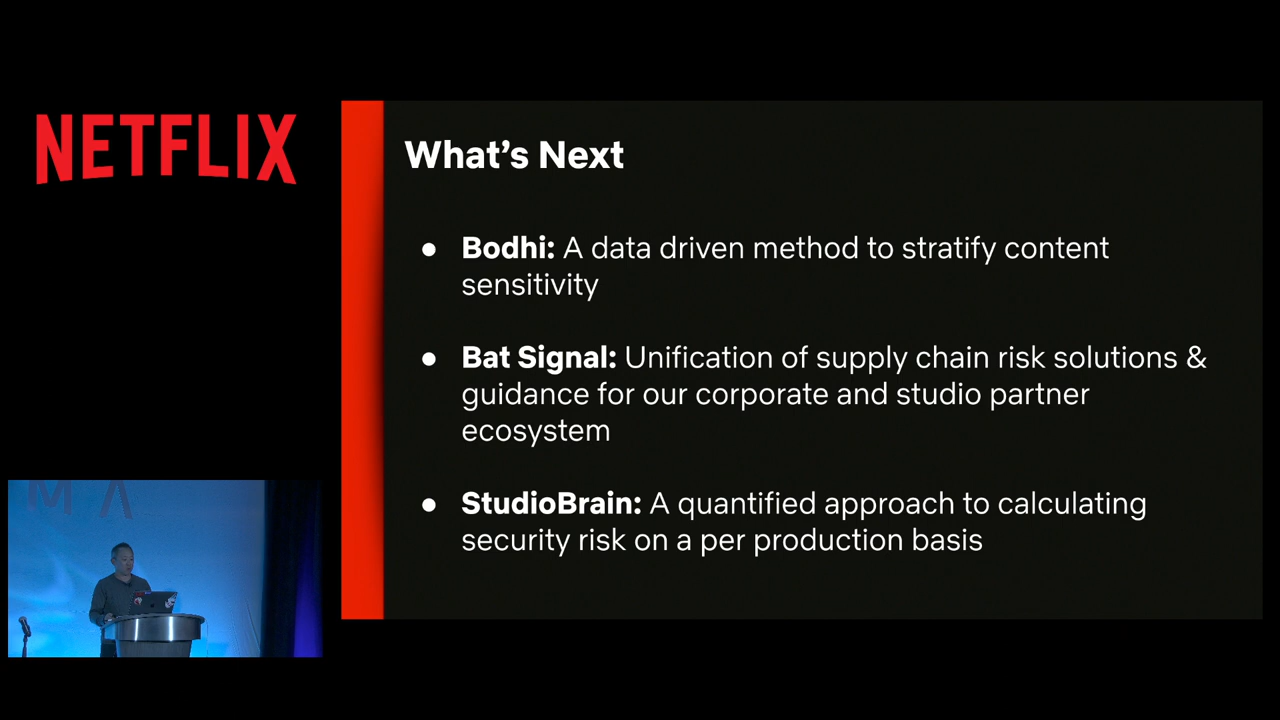 NETFLIX
What's Next
● Bodhi: A data driven method to stratify content
sensitivity
● Bat Signal: Unification of supply chain risk solutions &
guidance for our corporate and studio partner
ecosystem
● StudioBrain: A quantified approach to calculating
security risk on a per production basis